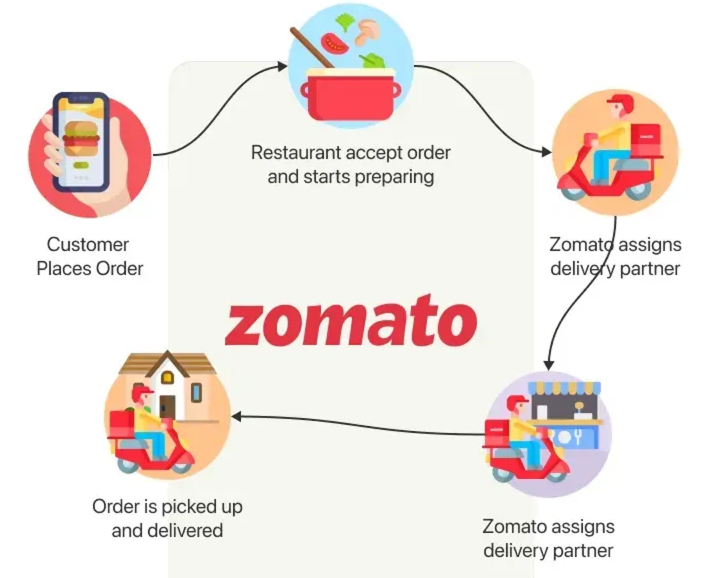 Restaurant accept order
and starts preparing
Customer
Places Order
Zomato assigns
delivery partner
zomato
Order is picked up
and delivered
Zomato assigns
delivery partner